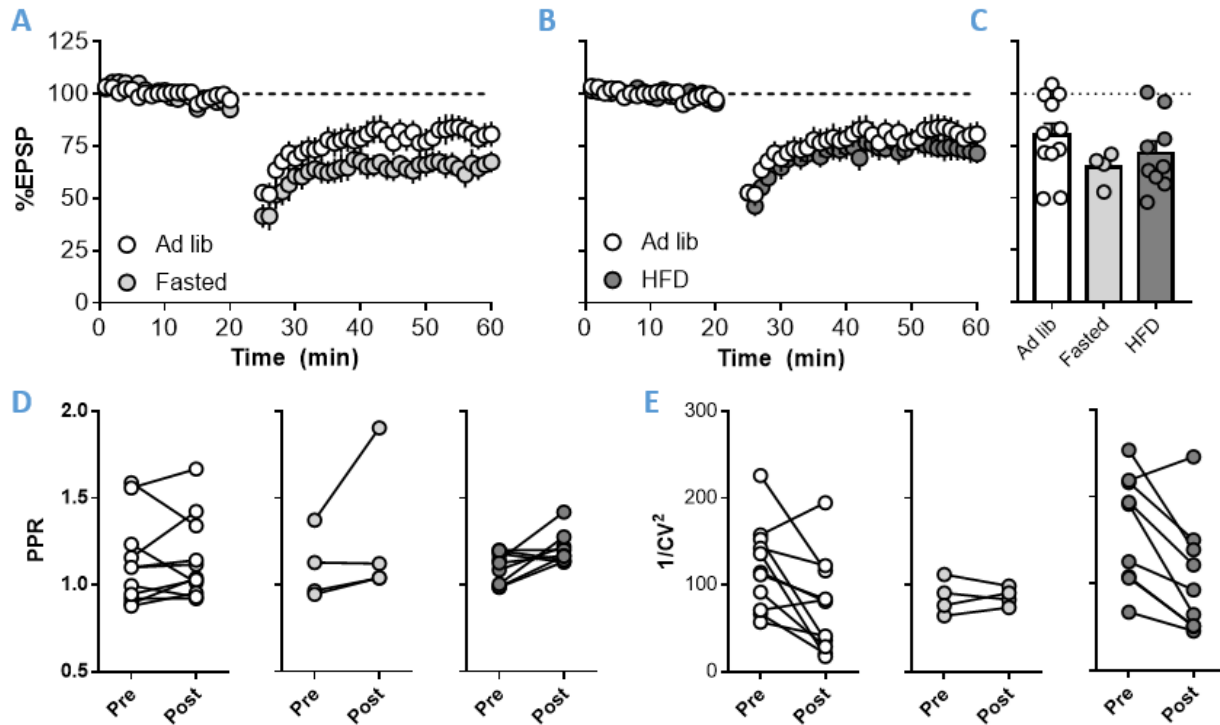 A
B
C
125
100
75
50
25
0
%EPSP
Ad lib
Fasted
0
10
20
30
40
50
60
Time (min)
Ad lib
HFD
0
10
20
30
40
50
60
Time (min)
Ad lib
Fasted
HFD
D
E
2.0
1.5
1.0
0.5
PPR
Pre
Post
Pre
Post
Pre
Post
300
200
100
0
1/CV²
Pre
Post
Pre
Post
Pre
Post